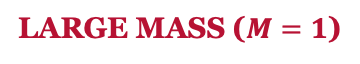 LARGE MASS (M = 1)